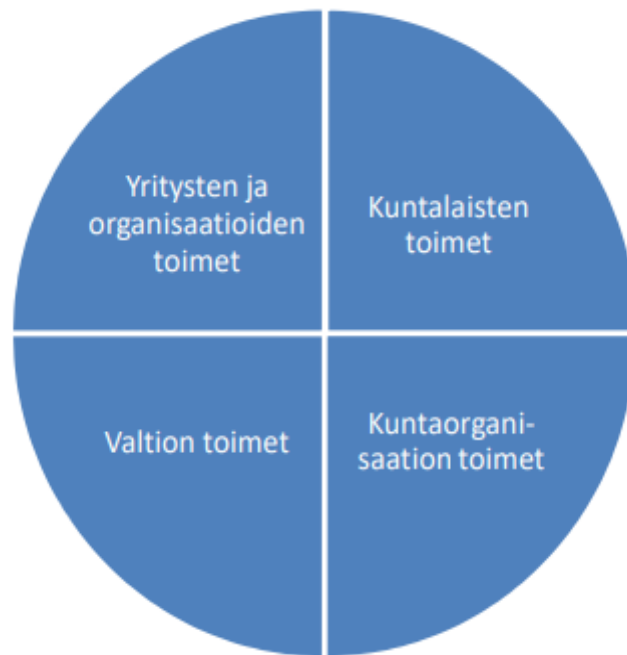 Yritysten ja
organisaatioiden
toimet
Kuntalaisten
toimet
Valtion toimet
Kuntaorgani-
saation toimet